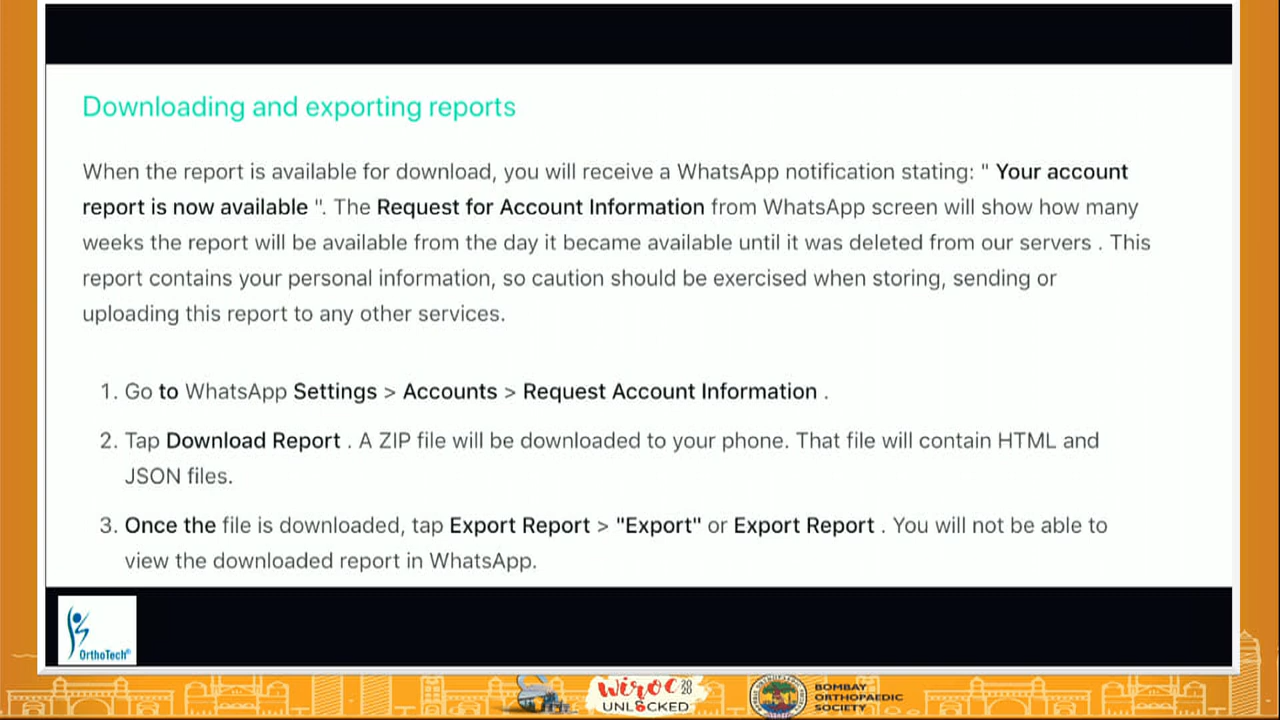 Downloading and exporting reports
When the report is available for download, you will receive a WhatsApp notification stating: " Your account
report is now available ". The Request for Account Information from WhatsApp screen will show how many
weeks the report will be available from the day it became available until it was deleted from our servers . This
report contains your personal information, so caution should be exercised when storing, sending or
uploading this report to any other services.
1. Go to WhatsApp Settings > Accounts > Request Account Information .
2. Tap Download Report . A ZIP file will be downloaded to your phone. That file will contain HTML and
JSON files.
3. Once the file is downloaded, tap Export Report > "Export" or Export Report . You will not be able to
view the downloaded report in WhatsApp.
OrthoTech®
WIROC
UNLOCKED
BOMBAY
ORTHOPAEDIC
SOCIETY